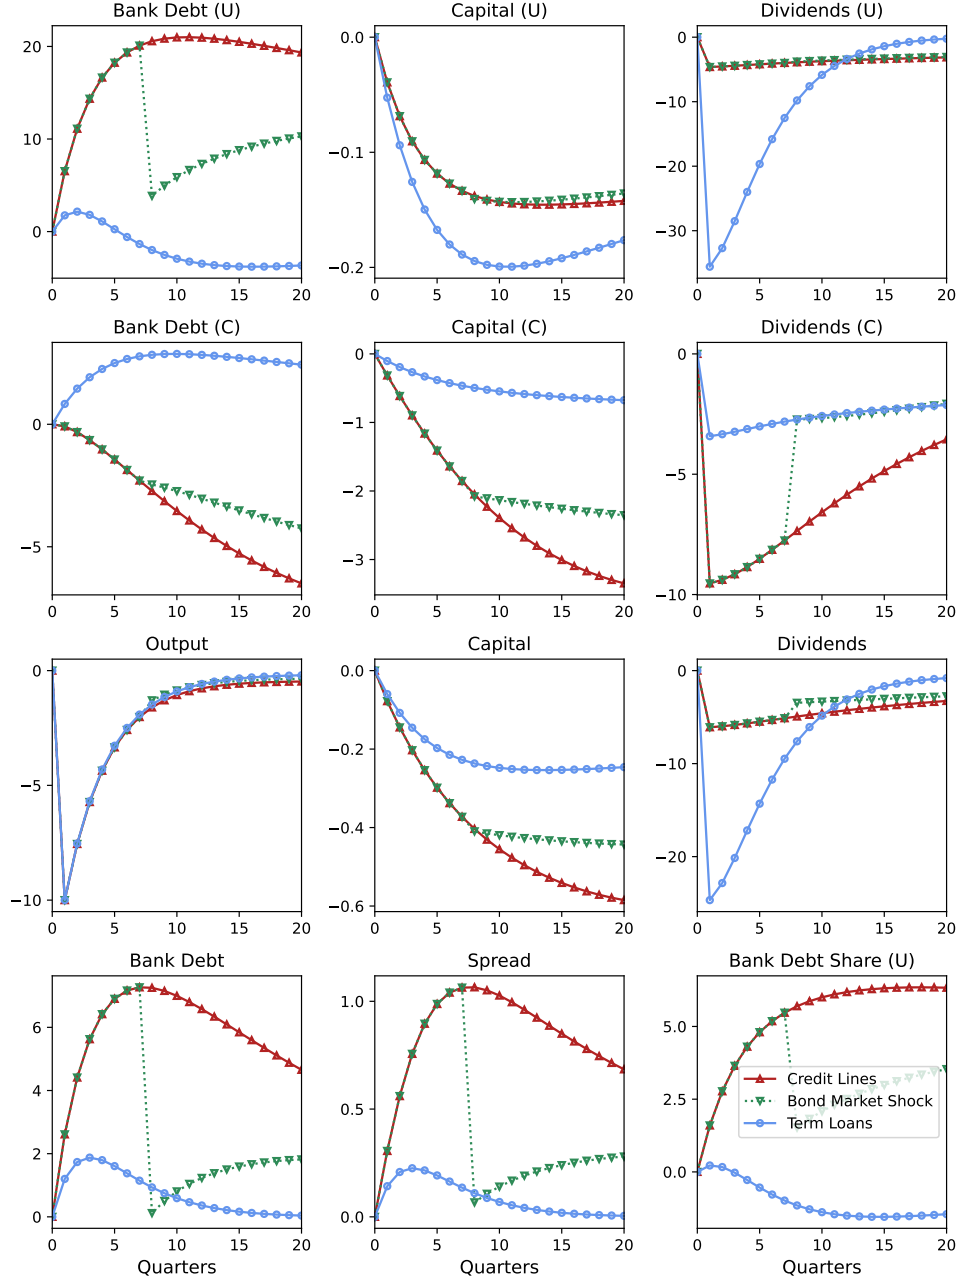 Bank Debt (U)
Capital (U)
Dividends (U)
20
10
0
0 5 10 15 20
0.0
−0.1
−0.2
0 5 10 15 20
0
−10
−20
−30
0 5 10 15 20
Bank Debt (C)
Capital (C)
Dividends (C)
0
−5
0 5 10 15 20
0
−1
−2
−3
0 5 10 15 20
0
−5
−10
0 5 10 15 20
Output
Capital
Dividends
0
−5
−10
0 5 10 15 20
0.0
−0.2
−0.4
−0.6
0 5 10 15 20
0
−10
−20
0 5 10 15 20
Bank Debt
Spread
Bank Debt Share (U)
6
4
2
0
0 5 10 15 20
Quarters
1.0
0.5
0.0
0 5 10 15 20
Quarters
5.0
2.5
0.0
Credit Lines
Bond Market Shock
Term Loans
0 5 10 15 20
Quarters